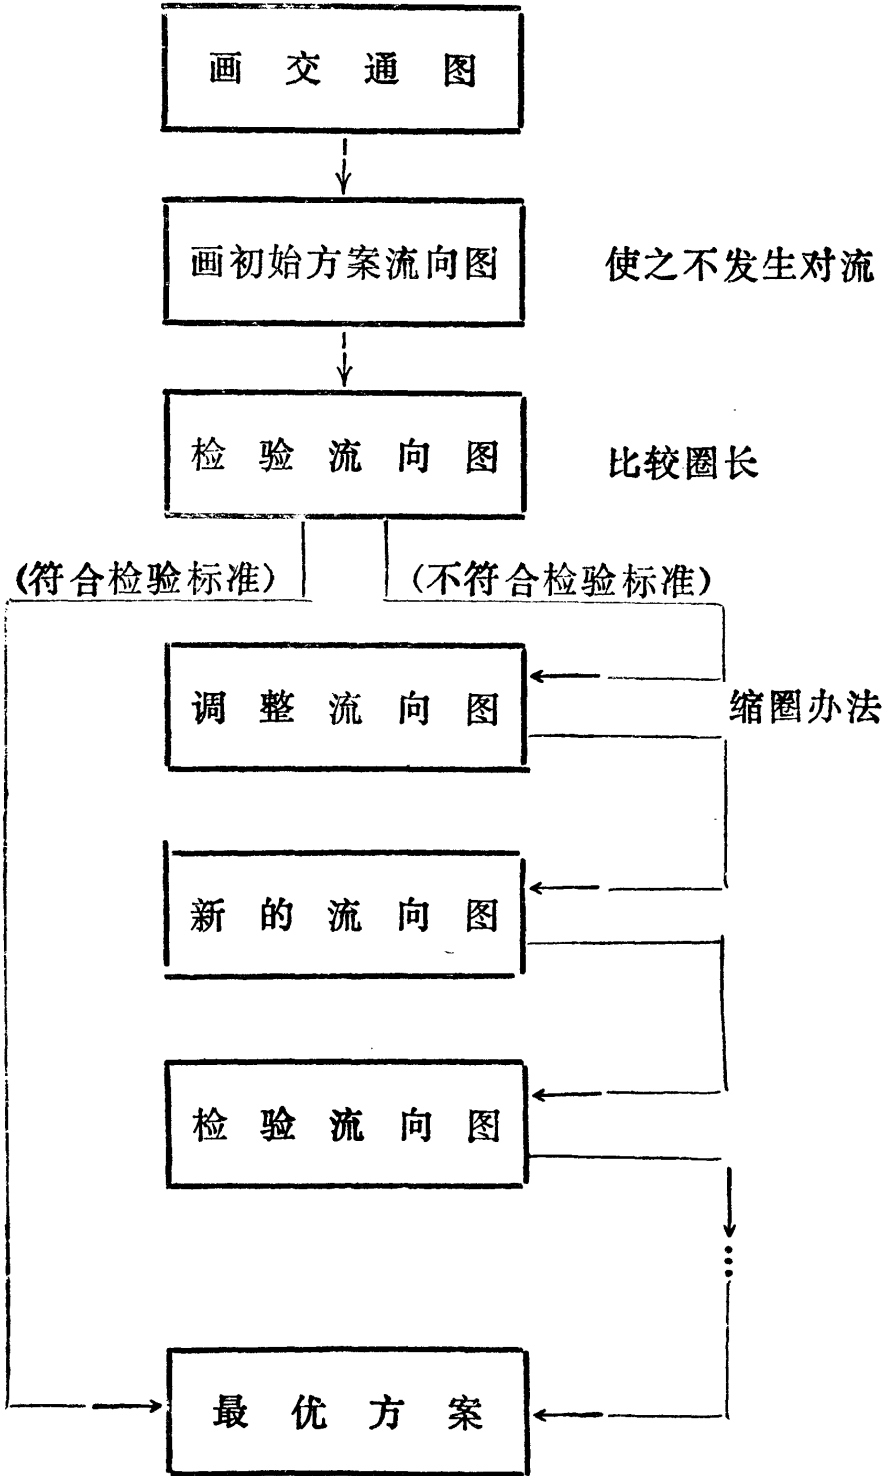 画交通图
画初始方案流向图
使之不发生对流
检验流向图
比较圈长
(符合检验标准)
(不符合检验标准)
调整流向图
缩圈办法
新的流向图
检验流向图
⋮
最优方案